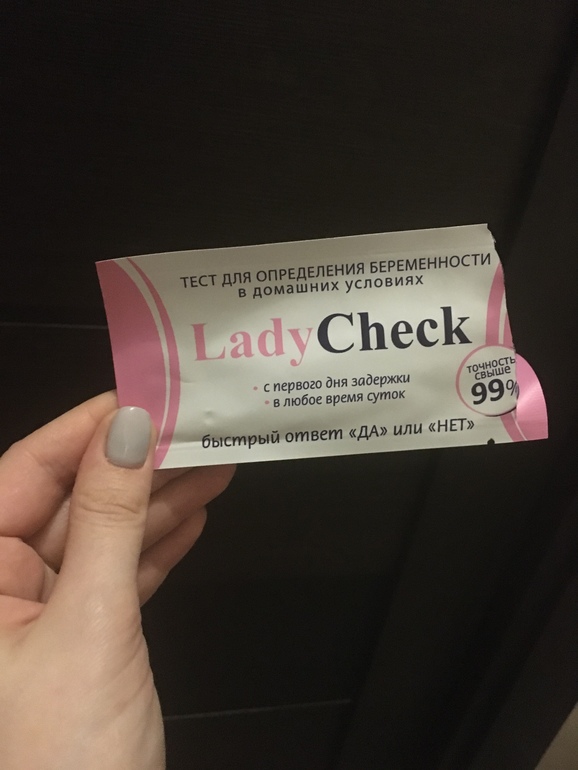 ТЕСТ ДЛЯ ОПРЕДЕЛЕНИЯ БЕРЕМЕННОСТИ
в домашних условиях
LadyCheck
• с первого дня задержки
• в любое время суток
точность
свыше
99%
быстрый ответ «ДА» или «НЕТ»